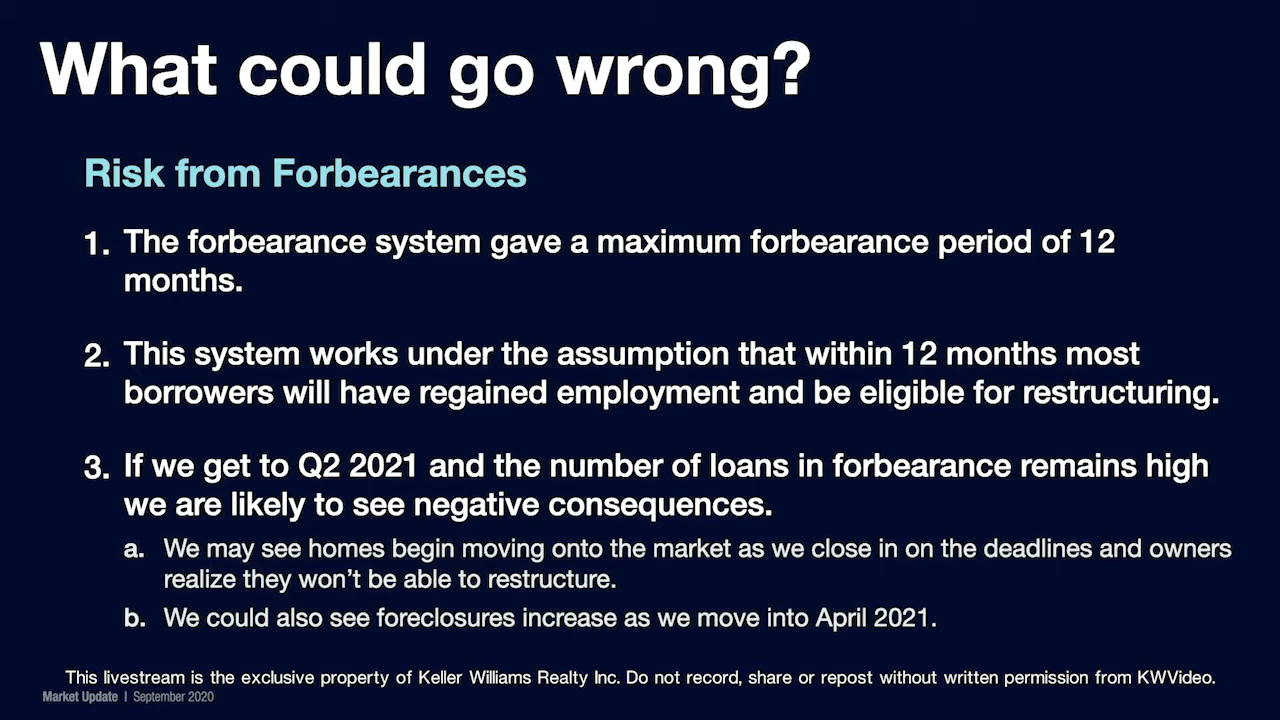 What could go wrong?
Risk from Forbearances
1. The forbearance system gave a maximum forbearance period of 12
months.
2. This system works under the assumption that within 12 months most
borrowers will have regained employment and be eligible for restructuring.
3. If we get to Q2 2021 and the number of loans in forbearance remains high
we are likely to see negative consequences.
a. We may see homes begin moving onto the market as we close in on the deadlines and owners
realize they won’t be able to restructure.
b. We could also see foreclosures increase as we move into April 2021.
This livestream is the exclusive property of Keller Williams Realty Inc. Do not record, share or repost without written permission from KWVideo.
Market Update | September 2020